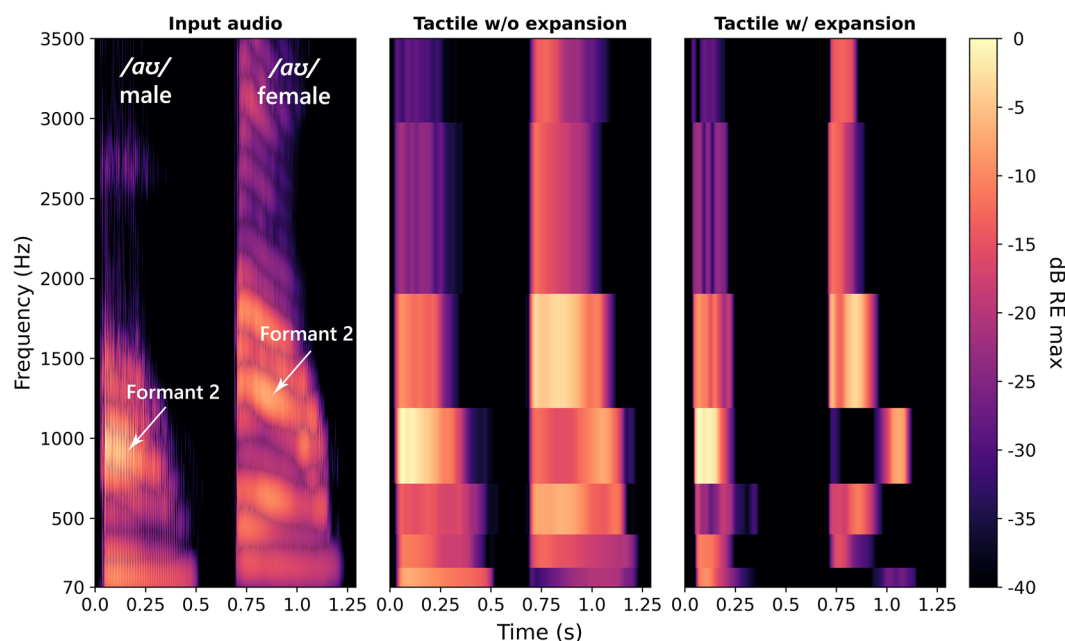 Input audio
Tactile w/o expansion
Tactile w/ expansion
3500
3000
2500
2000
1500
1000
500
70
Frequency (Hz)
/aʊ/
male
/aʊ/
female
Formant 2
Formant 2
0.0 0.25 0.75 1.0 1.25
0.0 0.25 0.5 0.75 1.0 1.25
0.0 0.25 0.5 0.75 1.0 1.25
Time (s)
0
-5
-10
-15
-20
-25
-30
-35
-40
dB RE max